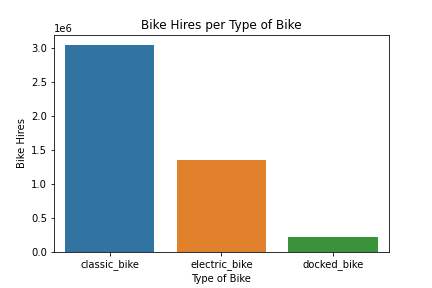 Bike Hires per Type of Bike
1e6
3.0
2.5
2.0
1.5
1.0
0.5
0.0
Bike Hires
classic_bike electric_bike docked_bike
Type of Bike